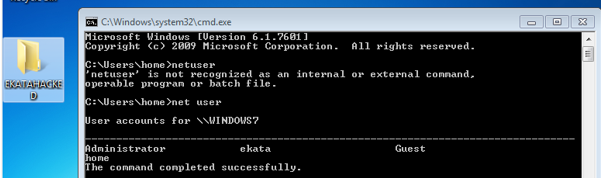 C:\Windows\system32\cmd.exe
Microsoft Windows [Version 6.1.7601]
Copyright (c) 2009 Microsoft Corporation. All rights reserved.
C:\Users\home>netuser
'netuser' is not recognized as an internal or external command,
operable program or batch file.
C:\Users\home>net user
User accounts for \\WINDOWS7
-------------------------------------------------------------------------------
Administrator ekata Guest
home
The command completed successfully.
EKATAHACKE
D